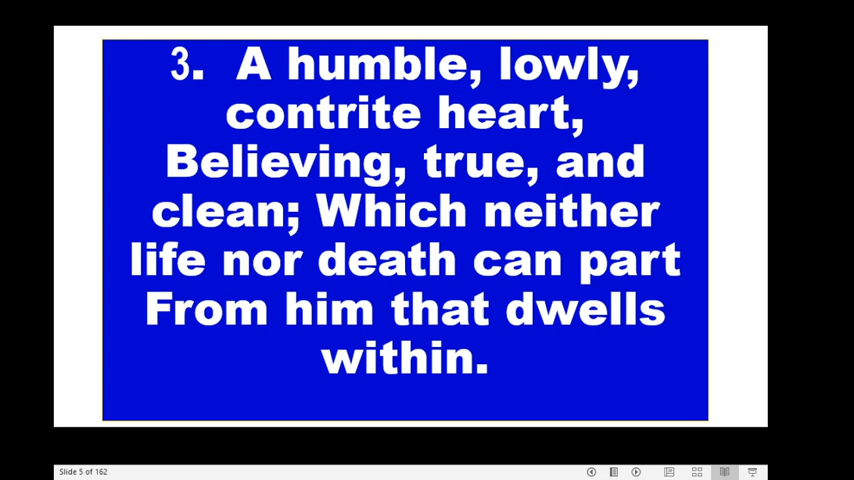 3. A humble, lowly,
contrite heart,
Believing, true, and
clean; Which neither
life nor death can part
From him that dwells
within.
Slide 5 of 162